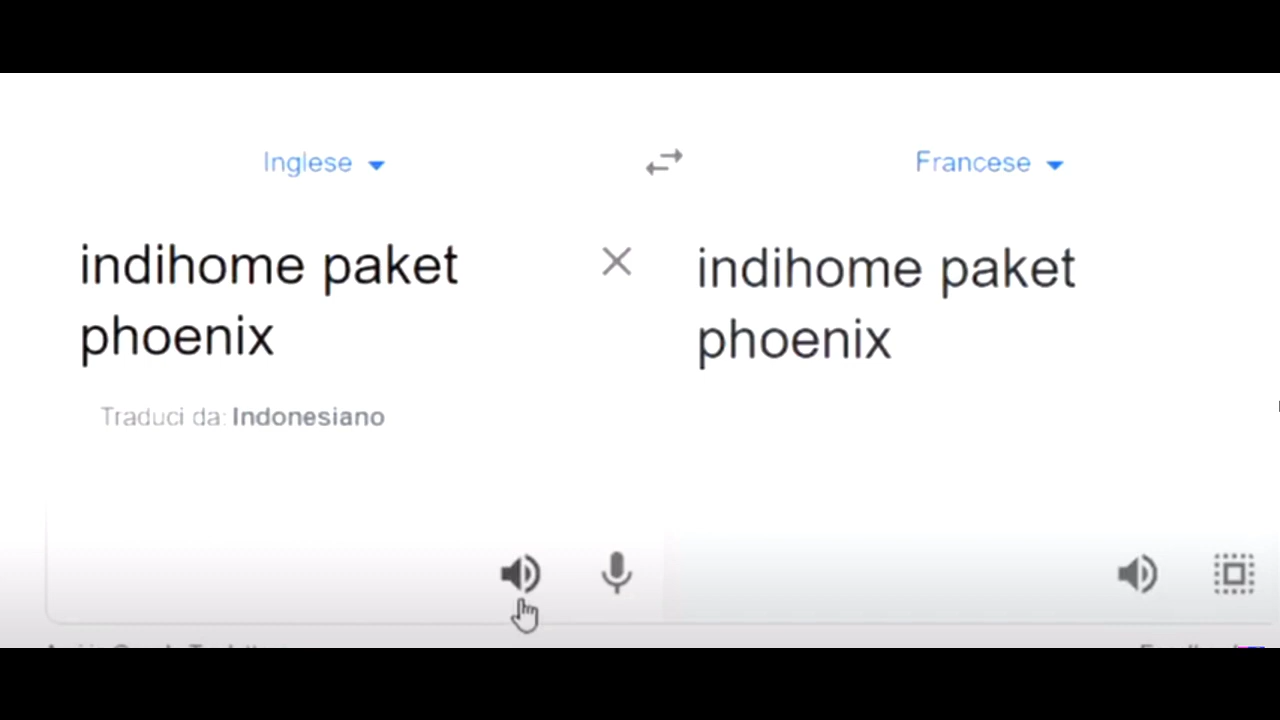 Inglese
Francese
indihome paket
phoenix
indihome paket
phoenix
Traduci da: Indonesiano